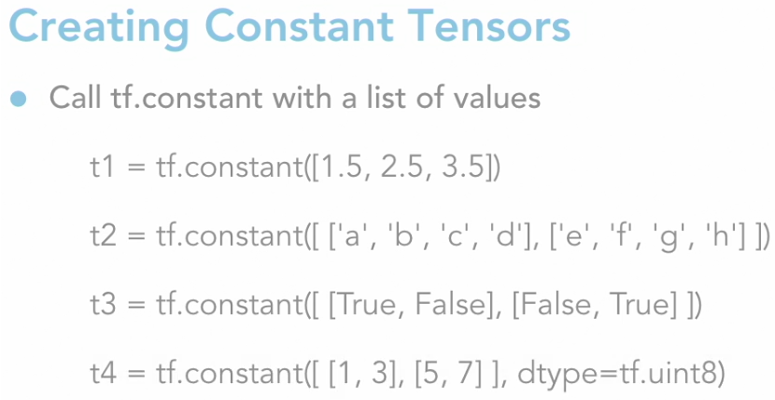 Creating Constant Tensors
● Call tf.constant with a list of values
t1 = tf.constant([1.5, 2.5, 3.5])
t2 = tf.constant([ ['a', 'b', 'c', 'd'], ['e', 'f', 'g', 'h'] ])
t3 = tf.constant([ [True, False], [False, True] ])
t4 = tf.constant([ [1, 3], [5, 7] ], dtype=tf.uint8)